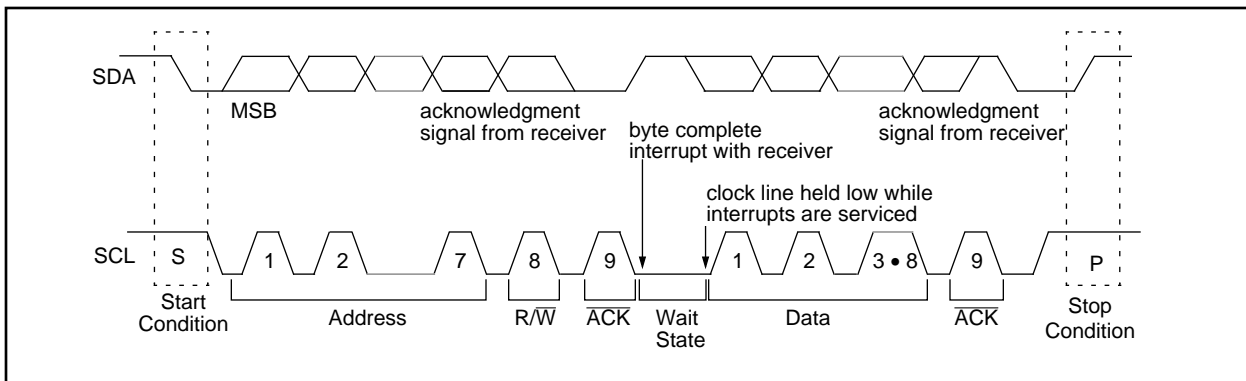 SDA
MSB
acknowledgment
signal from receiver
acknowledgment
signal from receiver
byte complete
interrupt with receiver
clock line held low while
interrupts are serviced
SCL
S
1
2
7
8
9
1
2
3 • 8
9
P
Start
Condition
Address
R/W̅
A̅C̅K̅
Wait
State
Data
A̅C̅K̅
Stop
Condition